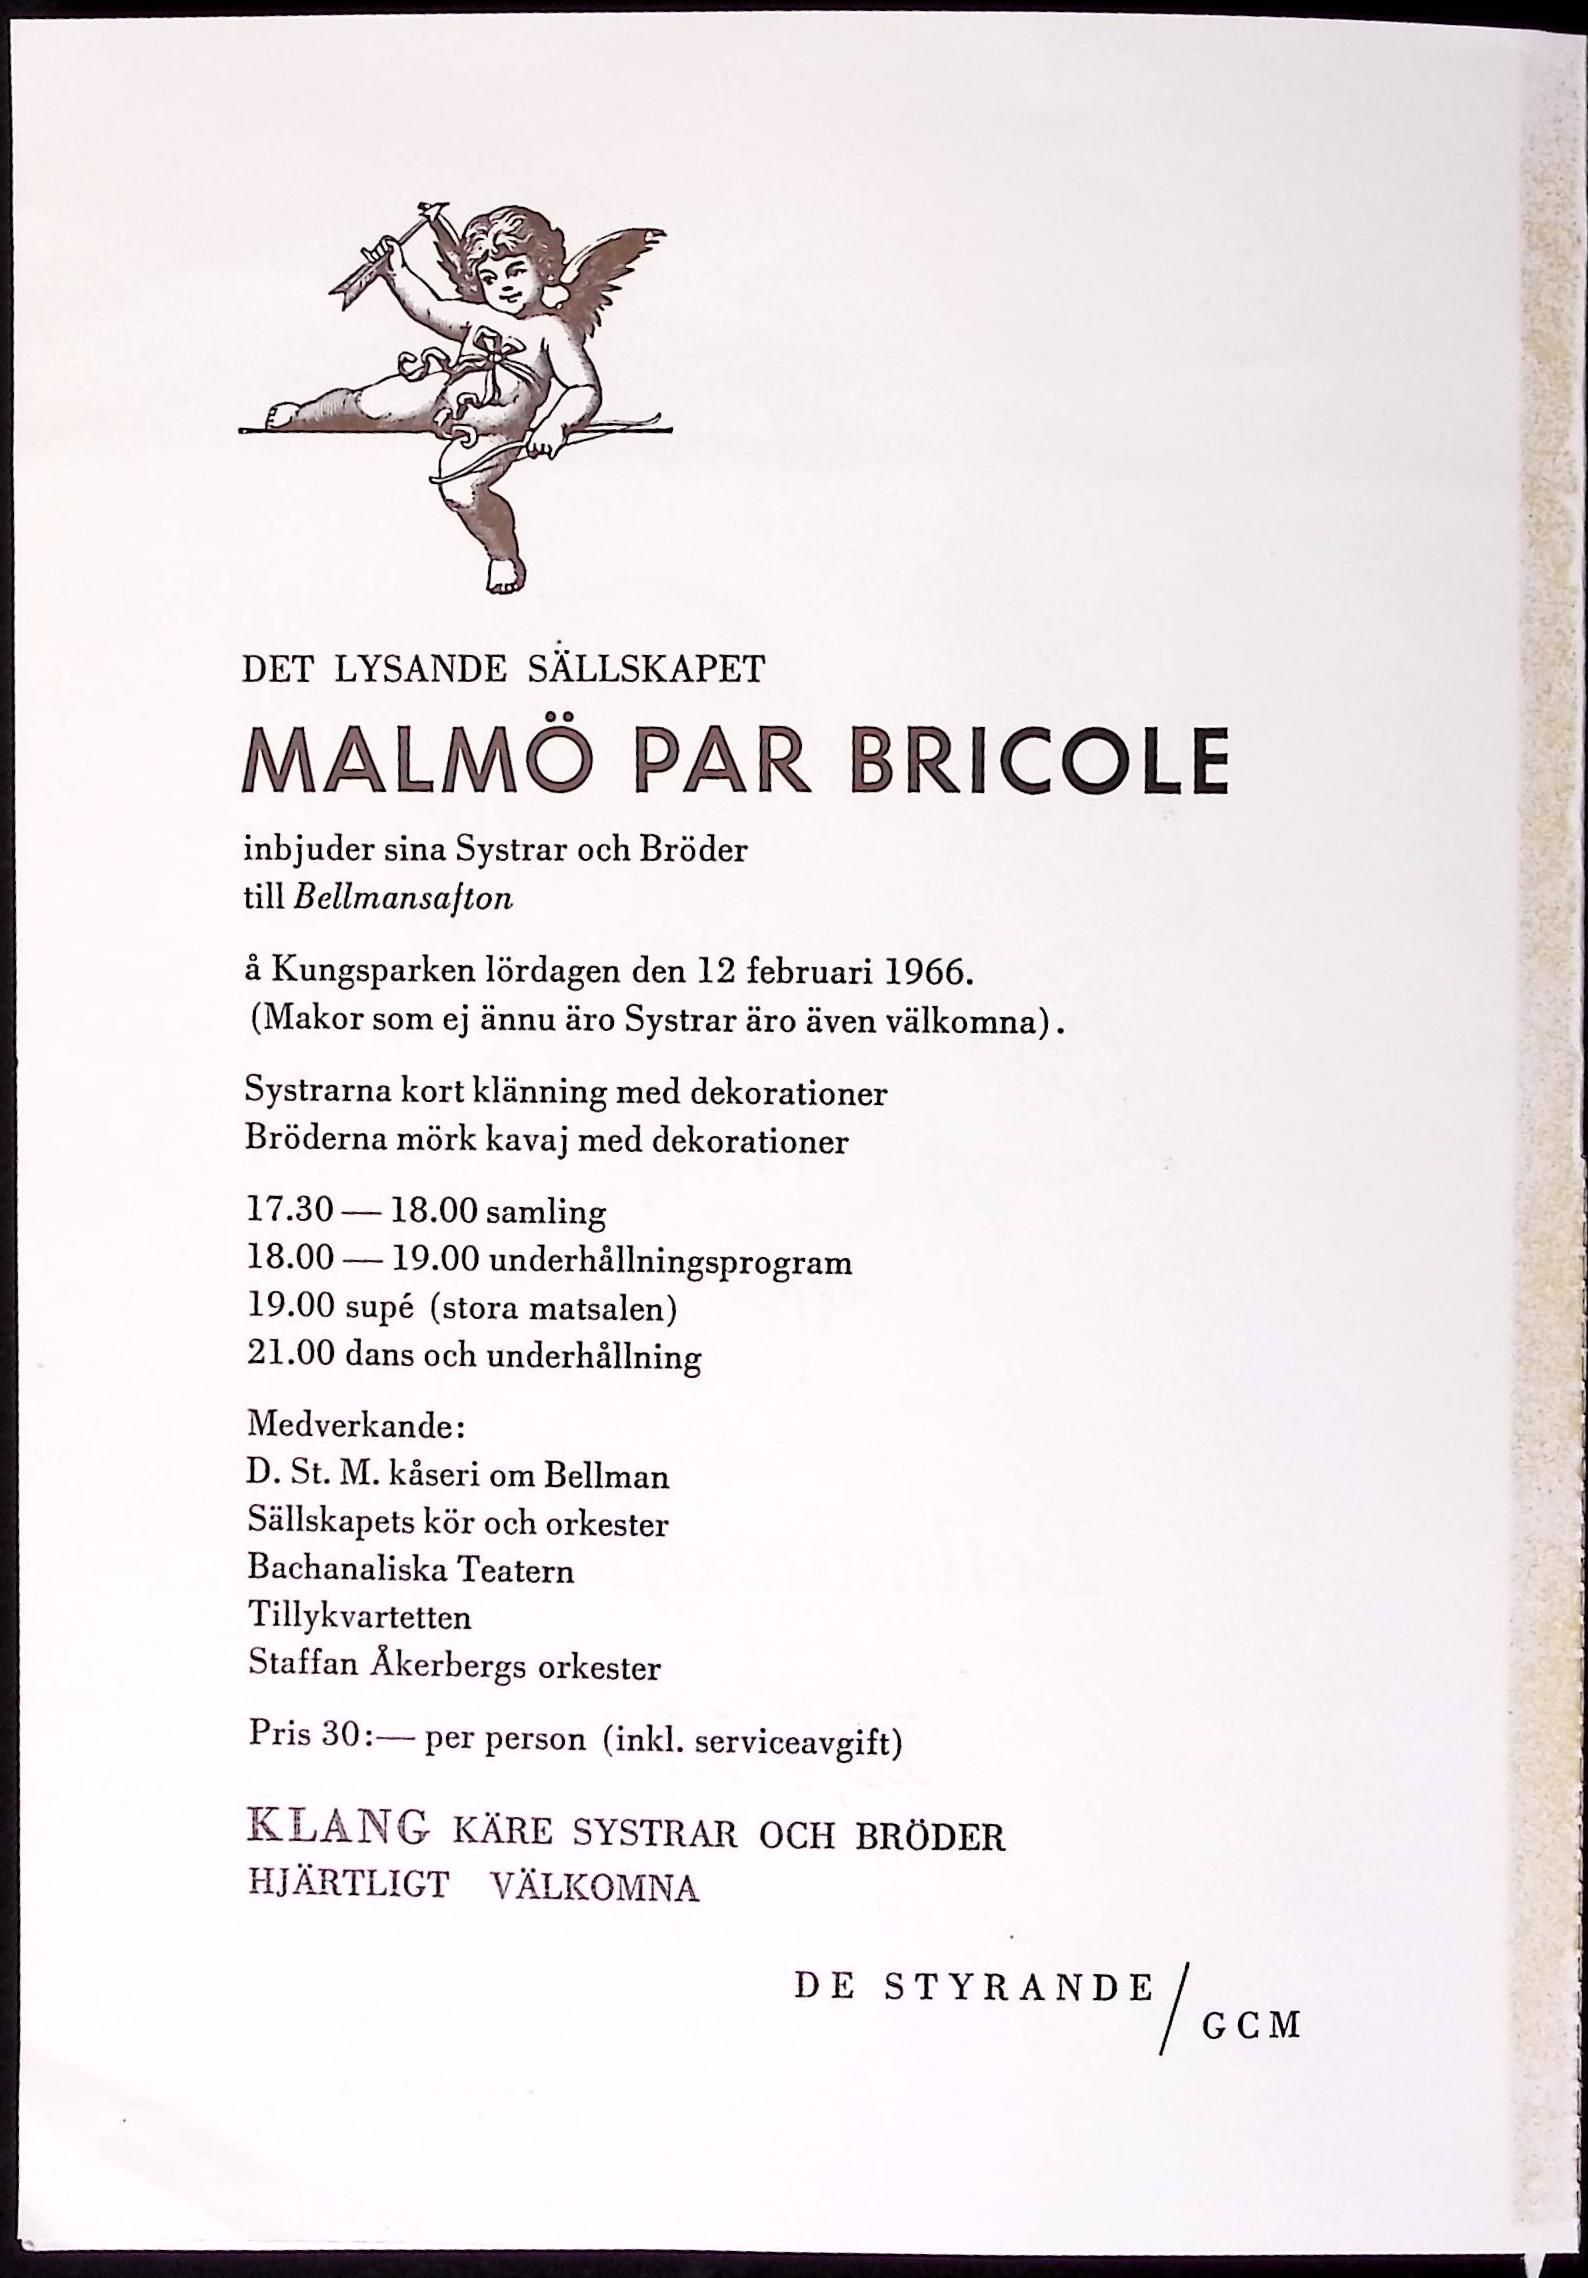 DET LYSANDE SÄLLSKAPET
MALMÖ PAR BRICOLE
inbjuder sina Systrar och Bröder
till Bellmansafton
å Kungsparken lördagen den 12 februari 1966.
(Makor som ej ännu äro Systrar äro även välkomna).
Systrarna kort klänning med dekorationer
Bröderna mörk kavaj med dekorationer
17.30 — 18.00 samling
18.00 — 19.00 underhållningsprogram
19.00 supé (stora matsalen)
21.00 dans och underhållning
Medverkande:
D. St. M. kåseri om Bellman
Sällskapets kör och orkester
Bachanaliska Teatern
Tillykvartetten
Staffan Åkerbergs orkester
Pris 30:— per person (inkl. serviceavgift)
KLANG KÄRE SYSTRAR OCH BRÖDER
HJÄRTLIGT VÄLKOMNA
DE STYRANDE/
GCM